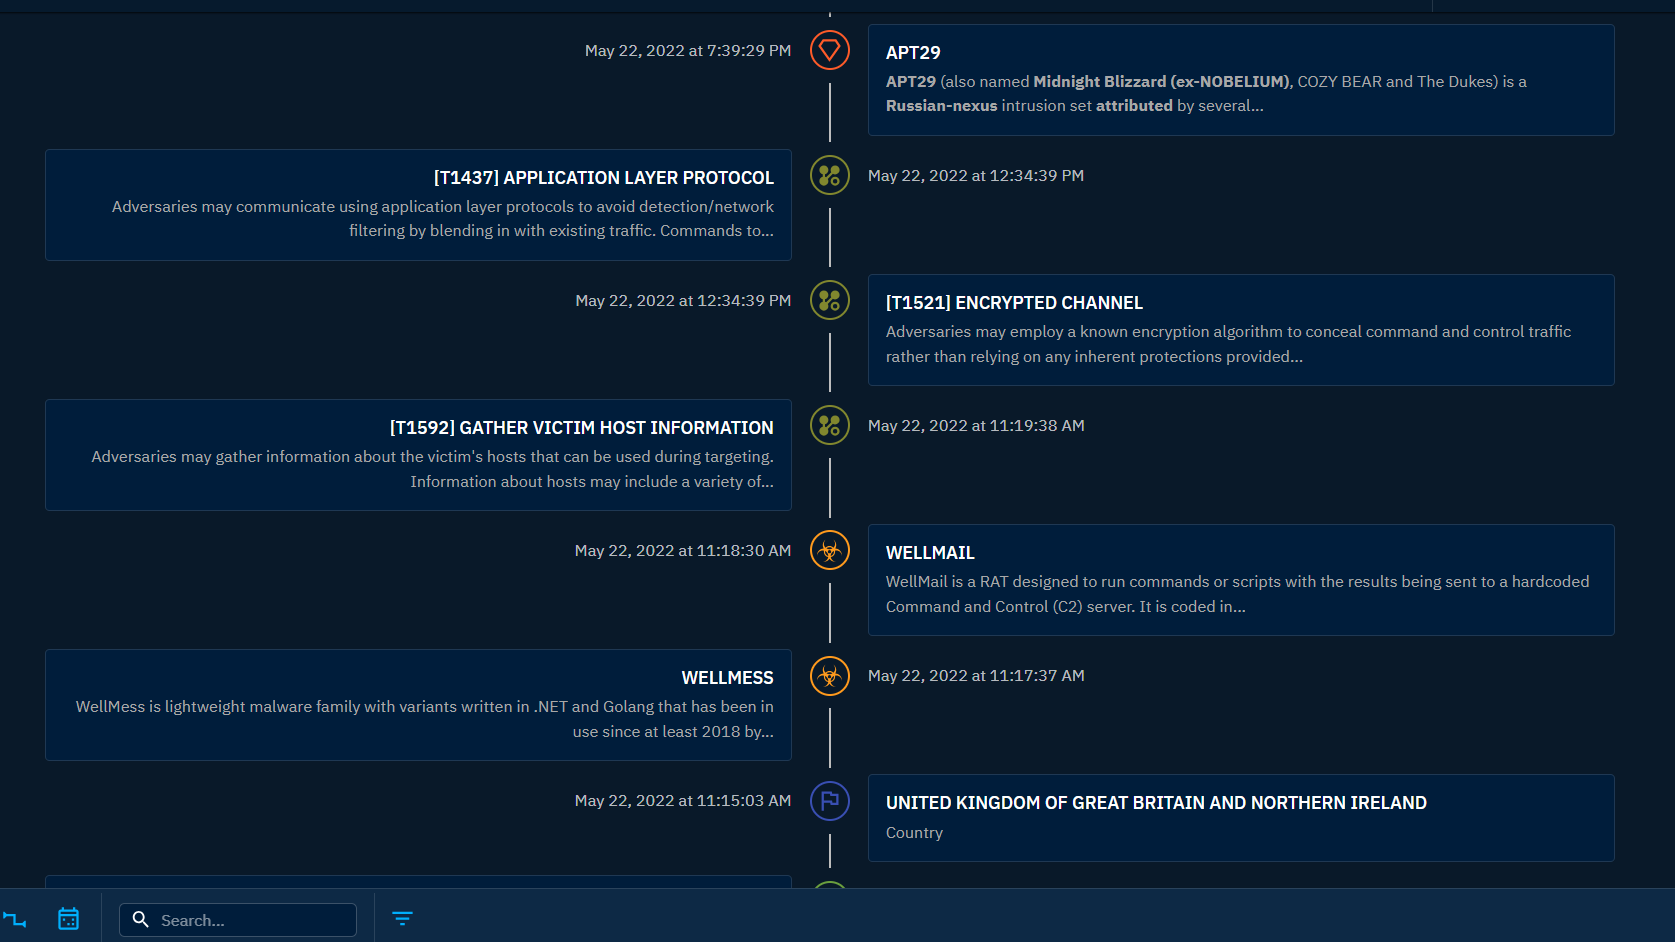 May 22, 2022 at 7:39:29 PM
APT29
APT29 (also named Midnight Blizzard (ex-NOBELIUM), COZY BEAR and The Dukes) is a
Russian-nexus intrusion set attributed by several...
[T1437] APPLICATION LAYER PROTOCOL
Adversaries may communicate using application layer protocols to avoid detection/network
filtering by blending in with existing traffic. Commands to...
May 22, 2022 at 12:34:39 PM
May 22, 2022 at 12:34:39 PM
[T1521] ENCRYPTED CHANNEL
Adversaries may employ a known encryption algorithm to conceal command and control traffic
rather than relying on any inherent protections provided...
[T1592] GATHER VICTIM HOST INFORMATION
Adversaries may gather information about the victim's hosts that can be used during targeting.
Information about hosts may include a variety of...
May 22, 2022 at 11:19:38 AM
May 22, 2022 at 11:18:30 AM
WELLMAIL
WellMail is a RAT designed to run commands or scripts with the results being sent to a hardcoded
Command and Control (C2) server. It is coded in...
WELLMESS
WellMess is lightweight malware family with variants written in .NET and Golang that has been in
use since at least 2018 by...
May 22, 2022 at 11:17:37 AM
May 22, 2022 at 11:15:03 AM
UNITED KINGDOM OF GREAT BRITAIN AND NORTHERN IRELAND
Country
Search...